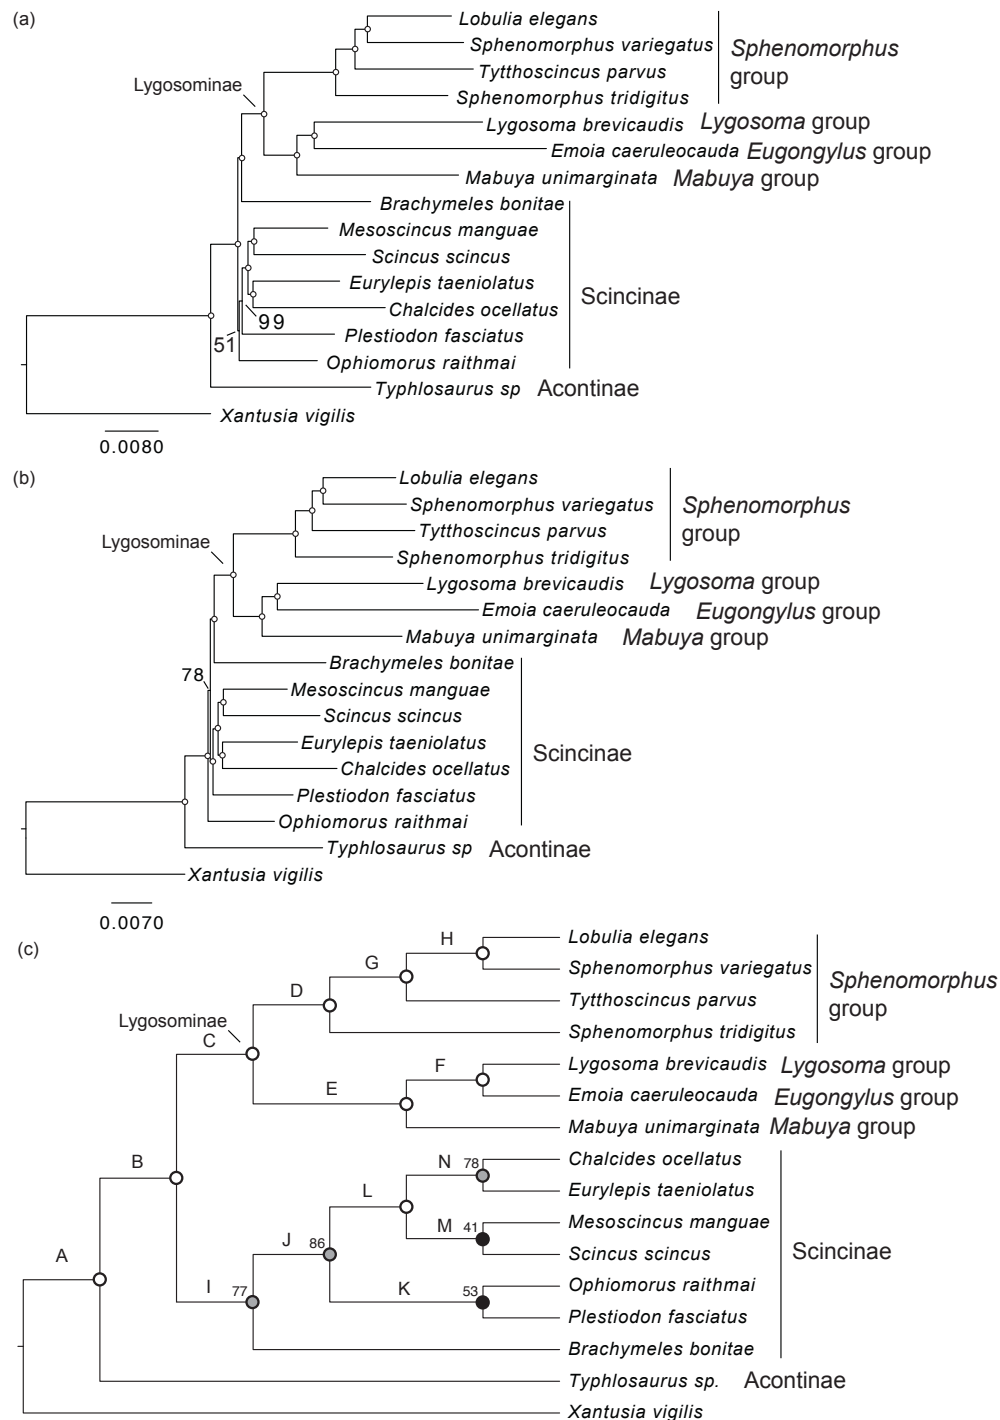 (a)
Lobulia elegans
Sphenomorphus variegatus
Tytthoscincus parvus
Sphenomorphus tridigitus
Sphenomorphus
group
Lygosominae
Lygosoma brevicaudis Lygosoma group
Emoia caeruleocauda Eugongylus group
Mabuya unimarginata Mabuya group
Brachymeles bonitae
Mesoscincus manguae
Scincus scincus
Eurylepis taeniolatus
Chalcides ocellatus
Plestiodon fasciatus
Ophiomorus raithmai
Scincinae
99
51
Typhlosaurus sp Acontinae
Xantusia vigilis
0.0080
(b)
Lobulia elegans
Sphenomorphus variegatus
Tytthoscincus parvus
Sphenomorphus tridigitus
Sphenomorphus
group
Lygosominae
Lygosoma brevicaudis Lygosoma group
Emoia caeruleocauda Eugongylus group
Mabuya unimarginata Mabuya group
Brachymeles bonitae
78
Mesoscincus manguae
Scincus scincus
Eurylepis taeniolatus
Chalcides ocellatus
Plestiodon fasciatus
Ophiomorus raithmai
Scincinae
Typhlosaurus sp Acontinae
Xantusia vigilis
0.0070
(c)
H
Lobulia elegans
Sphenomorphus variegatus
G
Tytthoscincus parvus
D
Sphenomorphus tridigitus
Sphenomorphus
group
Lygosominae
C
F
Lygosoma brevicaudis Lygosoma group
E
Emoia caeruleocauda Eugongylus group
Mabuya unimarginata Mabuya group
B
N 78
Chalcides ocellatus
Eurylepis taeniolatus
L
M 41
Mesoscincus manguae
Scincus scincus
Scincinae
A
J 86
I 77
K 53
Ophiomorus raithmai
Plestiodon fasciatus
Brachymeles bonitae
Typhlosaurus sp. Acontinae
Xantusia vigilis